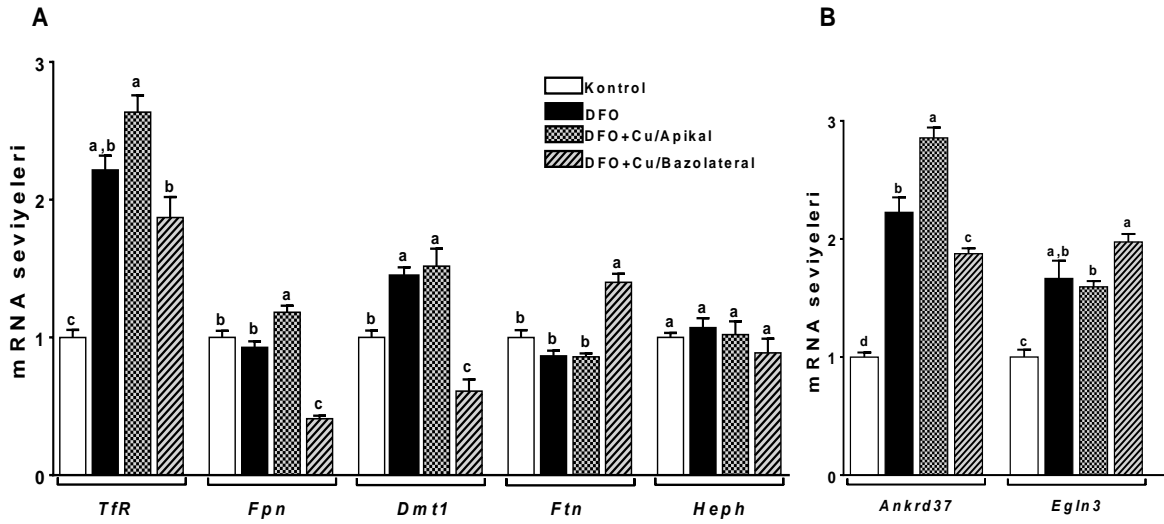 A
mRNA seviyeleri
3
2
1
0
Kontrol
DFO
DFO+Cu/Apikal
DFO+Cu/Bazolateral
c
a,b
a
b
b
b
a
c
b
a
a
c
b
b
b
a
a
a
a
a
TfR
Fpn
Dmt1
Ftn
Heph
B
mRNA seviyeleri
3
2
1
0
d
b
a
c
c
a,b
b
a
Ankrd37
Egln3